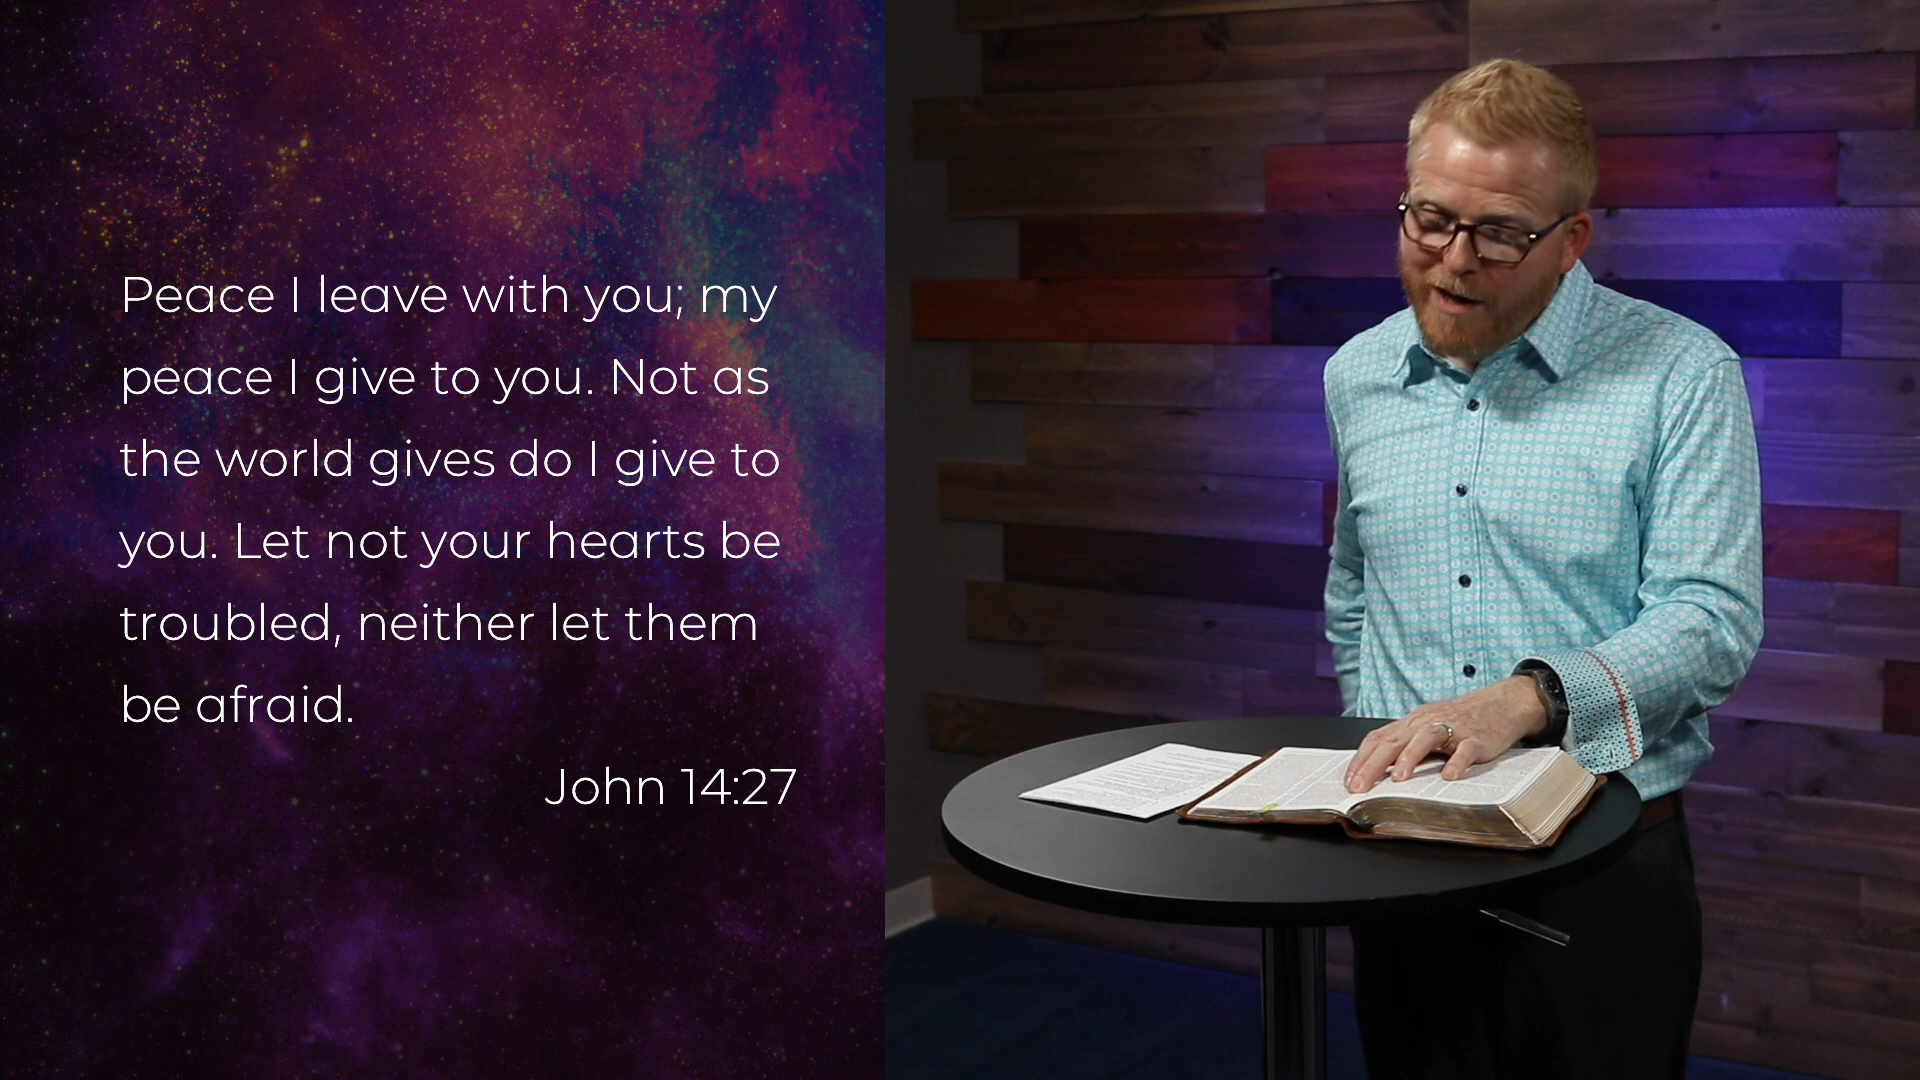 Peace I leave with you; my
peace I give to you. Not as
the world gives do I give to
you. Let not your hearts be
troubled, neither let them
be afraid.
John 14:27